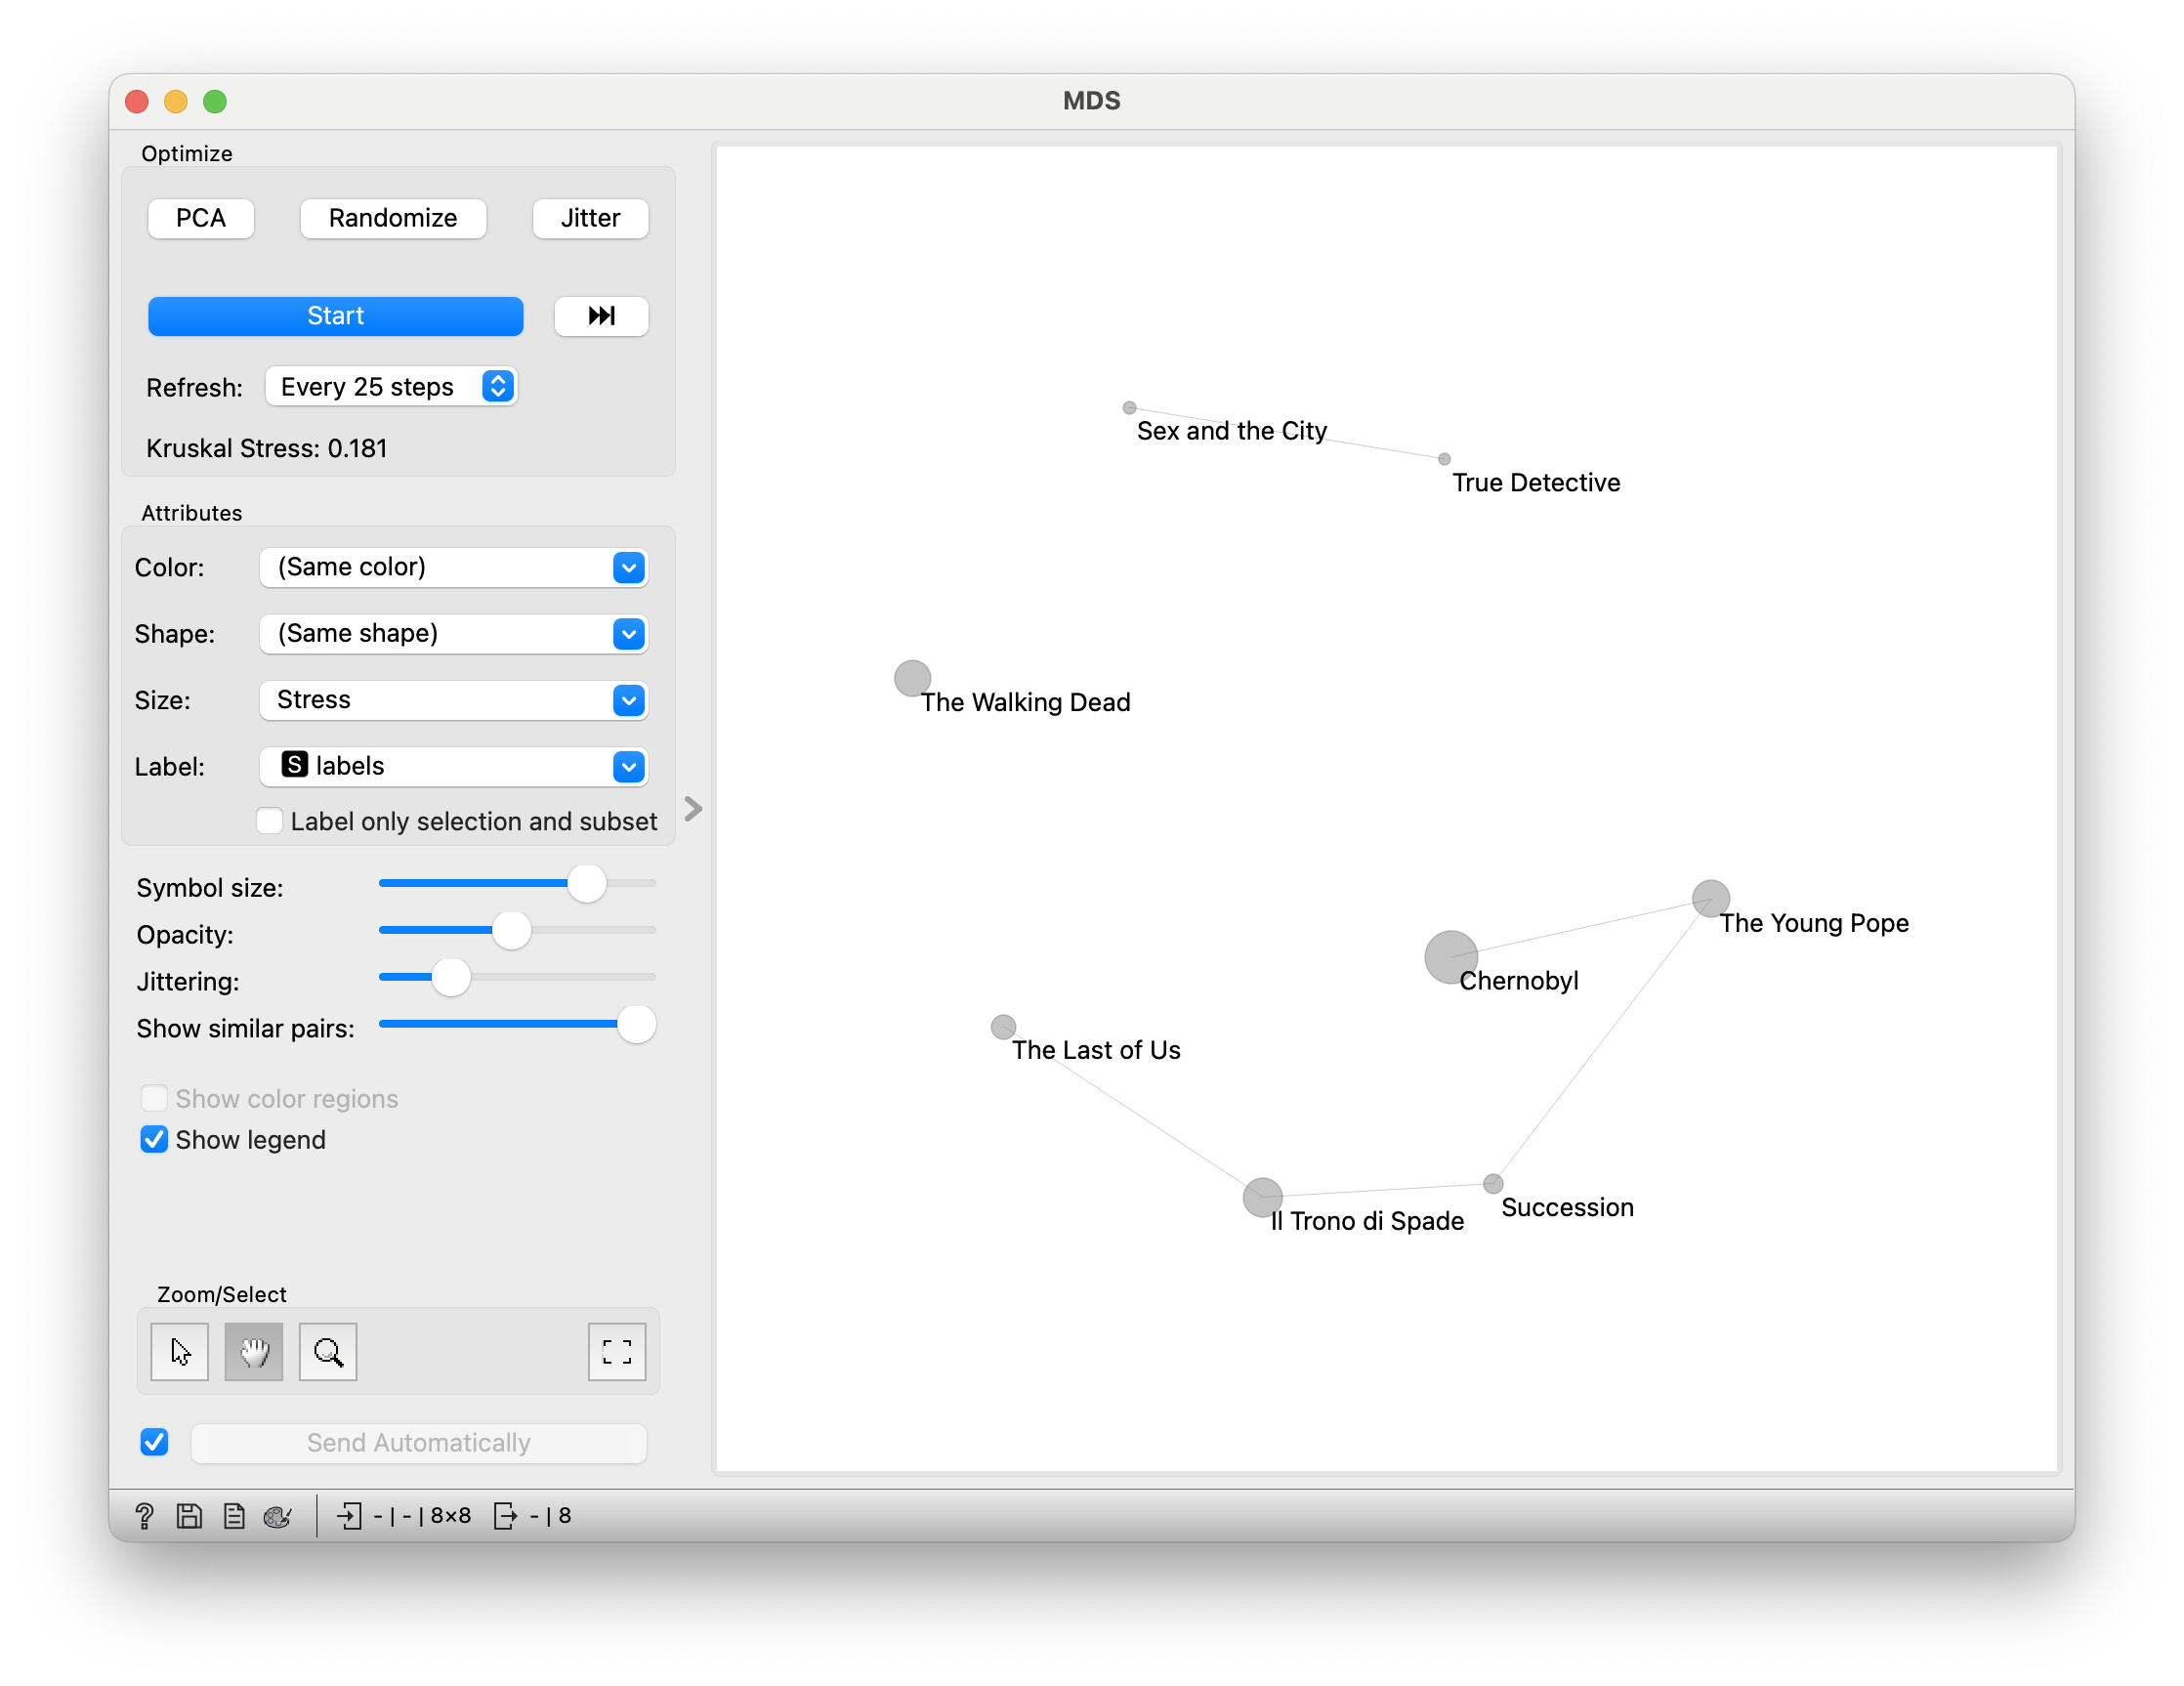 MDS
Optimize
PCA
Randomize
Jitter
Start
Refresh:
Every 25 steps
Kruskal Stress: 0.181
Attributes
Color:
(Same color)
Shape:
(Same shape)
Size:
Stress
Label:
S labels
Label only selection and subset
Symbol size:
Opacity:
Jittering:
Show similar pairs:
Show color regions
Show legend
Zoom/Select
Send Automatically
? - | - | 8×8 - | 8
Sex and the City
True Detective
The Walking Dead
The Young Pope
Chernobyl
The Last of Us
Succession
Il Trono di Spade